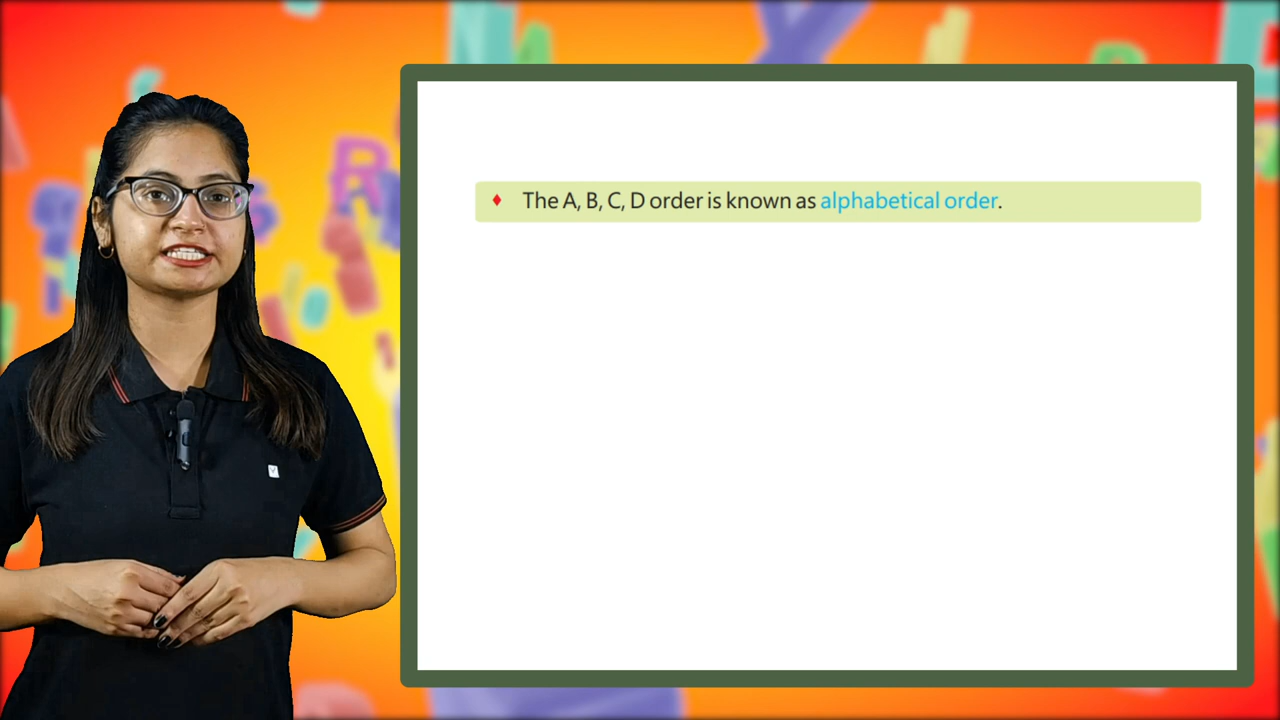 ♦ The A, B, C, D order is known as alphabetical order.